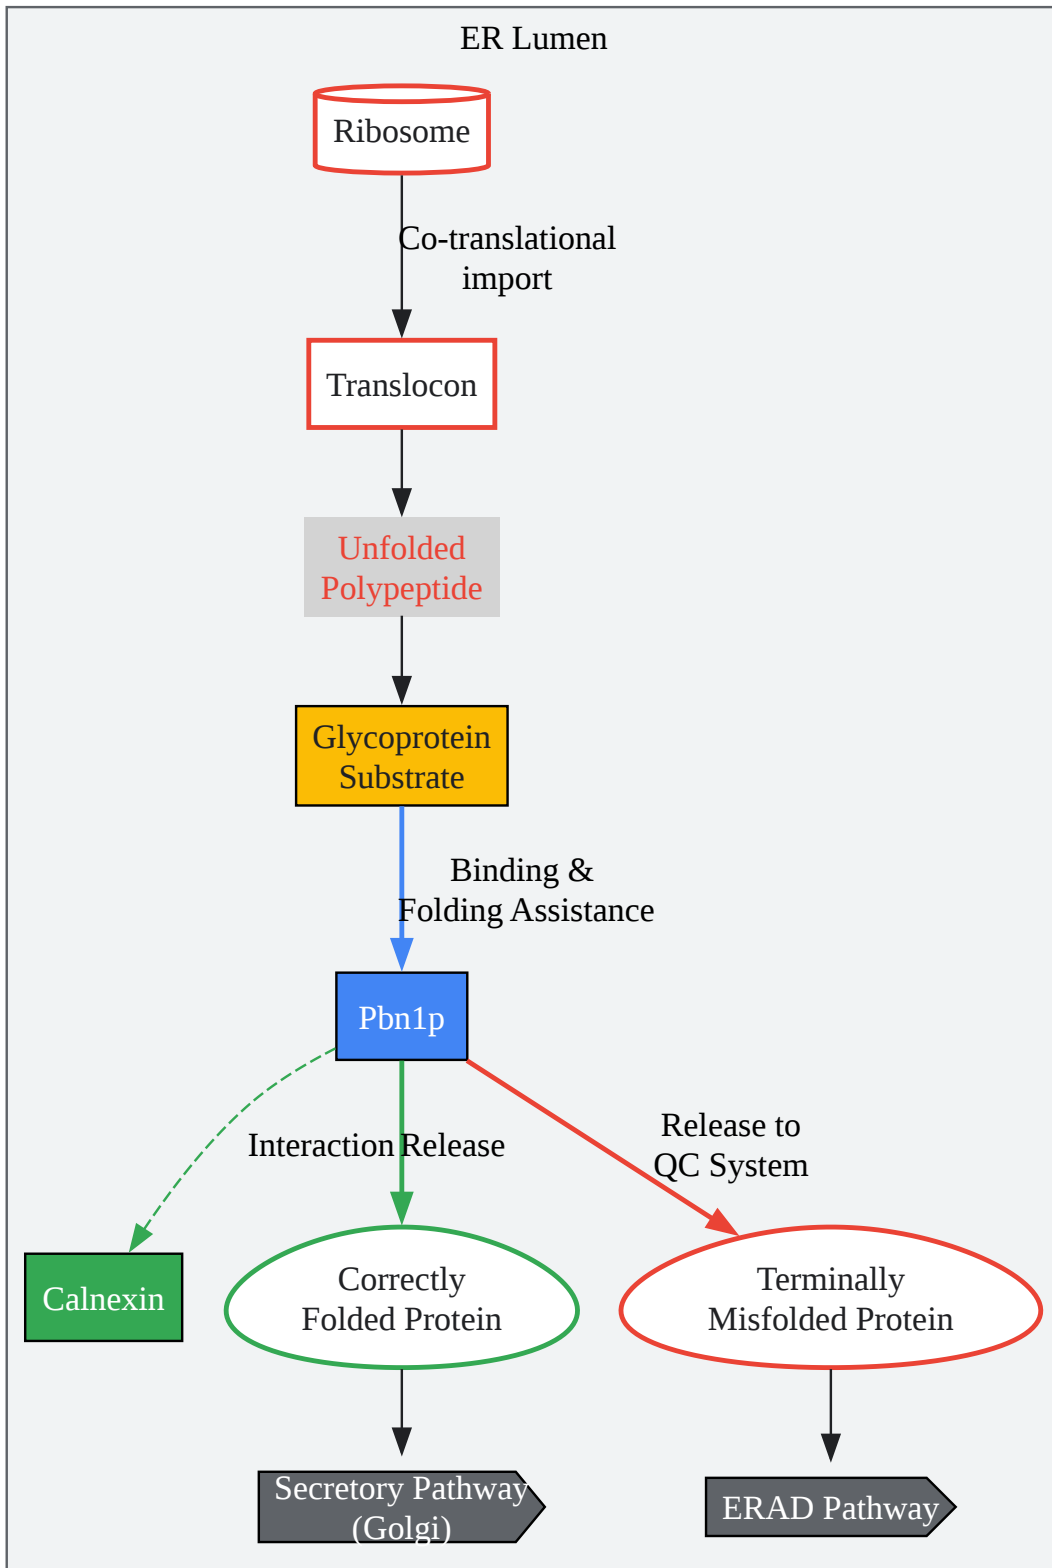 ER Lumen
Ribosome
Co-translational
import
Translocon
Unfolded
Polypeptide
Glycoprotein
Substrate
Binding &
Folding Assistance
Pbn1p
Interaction
Release
Release to
QC System
Calnexin
Correctly
Folded Protein
Terminally
Misfolded Protein
Secretory Pathway
(Golgi)
ERAD Pathway